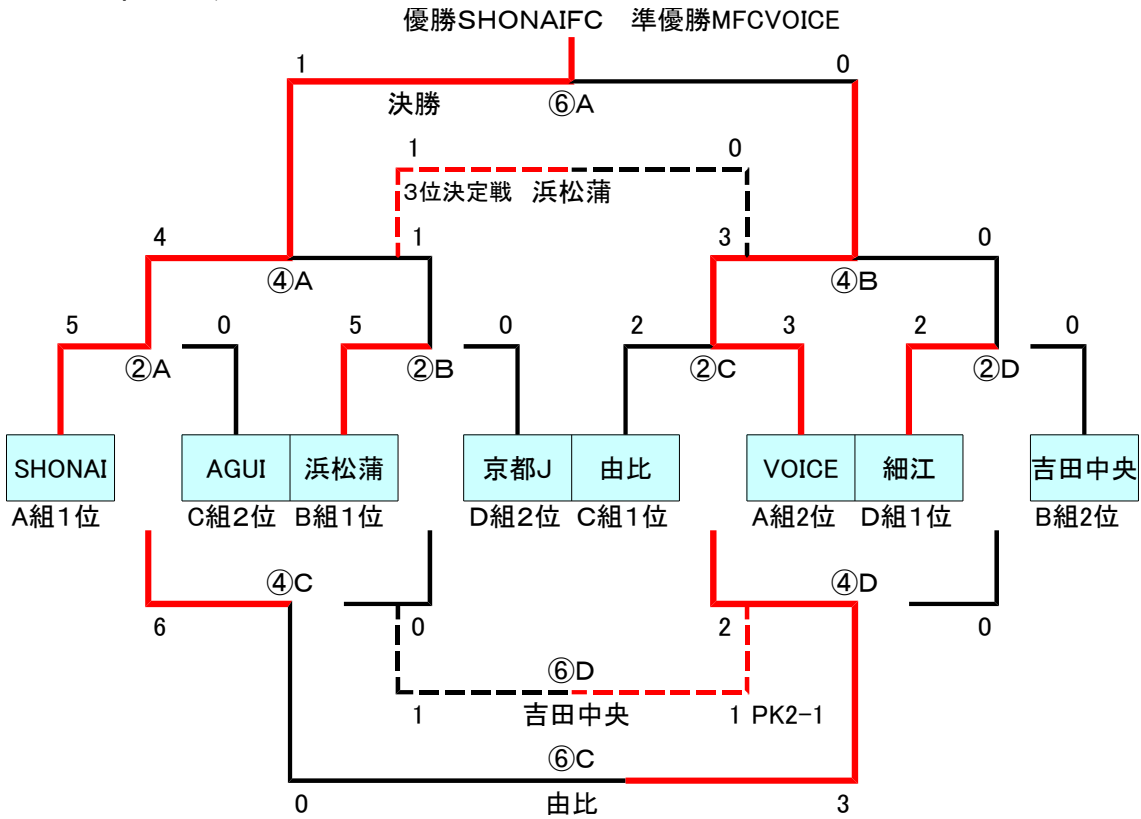 優勝SHONAIFC 準優勝MFCVOICE
1 0
決勝 ⑥A
1 0
3位決定戦 浜松蒲
4 1 3 0
④A ④B
5 0 5 0 2 3 2 0
②A ②B ②C ②D
SHONAI AGUI 浜松蒲 京都J 由比 VOICE 細江 吉田中央
A組1位 C組2位 B組1位 D組2位 C組1位 A組2位 D組1位 B組2位
④C ④D
6 0 2 0
⑥D
1 吉田中央 1 PK2-1
⑥C
0 由比 3